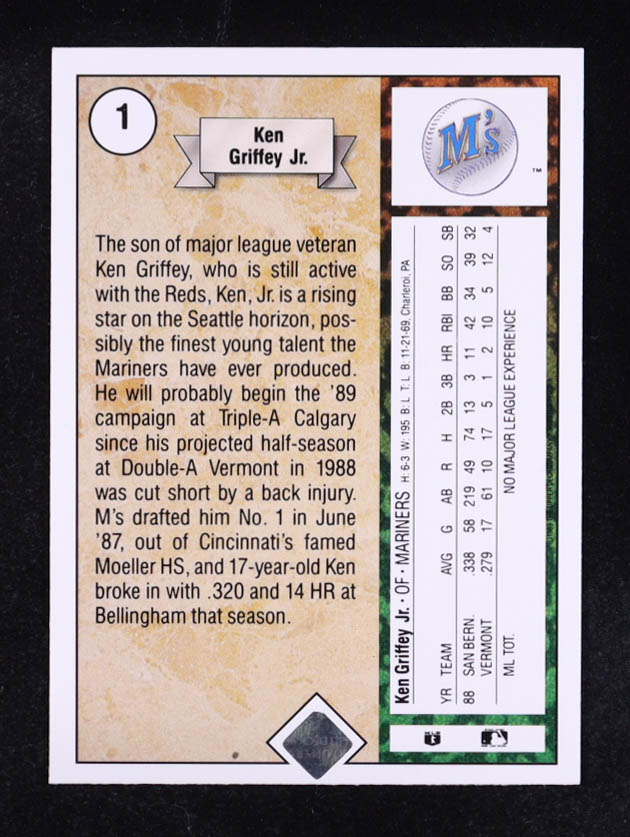 1
Ken
Griffey Jr.
The son of major league veteran
Ken Griffey, who is still active
with the Reds, Ken, Jr. is a rising
star on the Seattle horizon, pos-
sibly the finest young talent the
Mariners have ever produced.
He will probably begin the '89
campaign at Triple-A Calgary
since his projected half-season
at Double-A Vermont in 1988
was cut short by a back injury.
M's drafted him No. 1 in June
'87, out of Cincinnati's famed
Moeller HS, and 17-year-old Ken
broke in with .320 and 14 HR at
Bellingham that season.
M's
TM
Ken Griffey Jr. • OF • MARINERS H: 6-3 W: 195 B: L T: L B: 11-21-69, Charleroi, PA
YR TEAM AVG G AB R H 2B 3B HR RBI BB SO SB
88 SAN BERN. .338 58 219 49 74 13 3 11 42 34 39 32
VERMONT .279 17 61 10 17 5 1 2 10 5 12 4
ML TOT. NO MAJOR LEAGUE EXPERIENCE